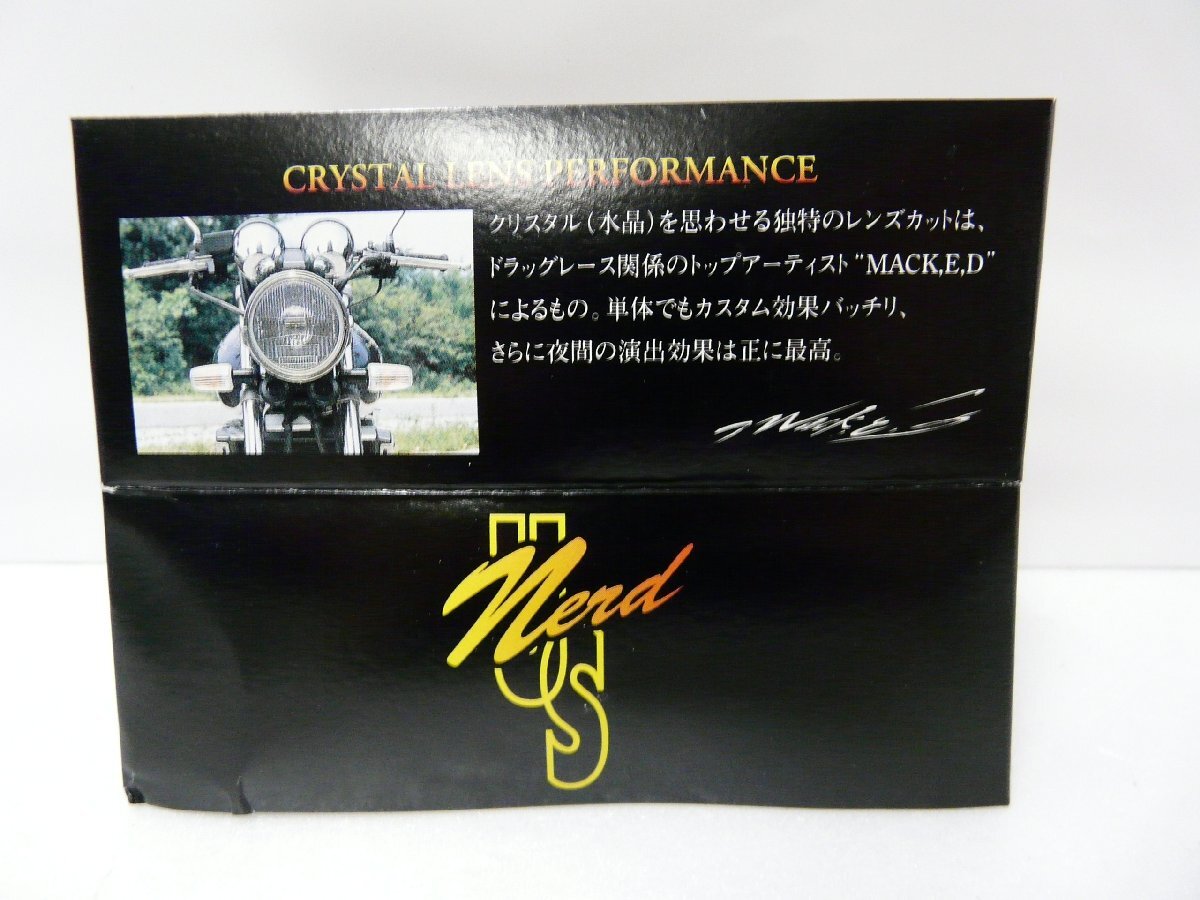 CRYSTAL LENS PERFORMANCE
クリスタル(水晶)を思わせる独特のレンズカットは、
ドラッグレース関係のトップアーティスト“MACK,E,D”
によるもの。単体でもカスタム効果バッチリ、
さらに夜間の演出効果は正に最高。
US
Nerd